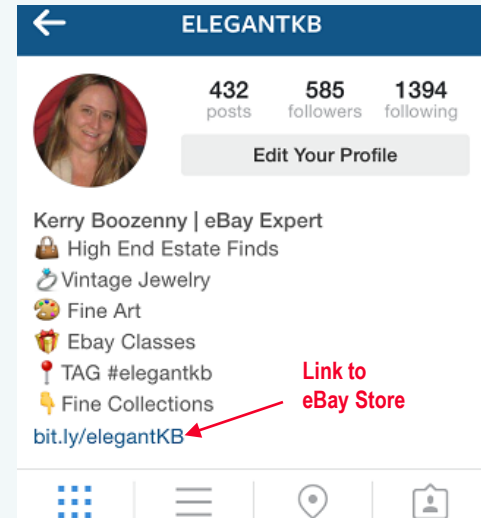 ELEGANTKB
432 585 1394
posts followers following
Edit Your Profile
Kerry Boozenny | eBay Expert
High End Estate Finds
Vintage Jewelry
Fine Art
Ebay Classes
TAG #elegantkb
Fine Collections
bit.ly/elegantKB
Link to
eBay Store